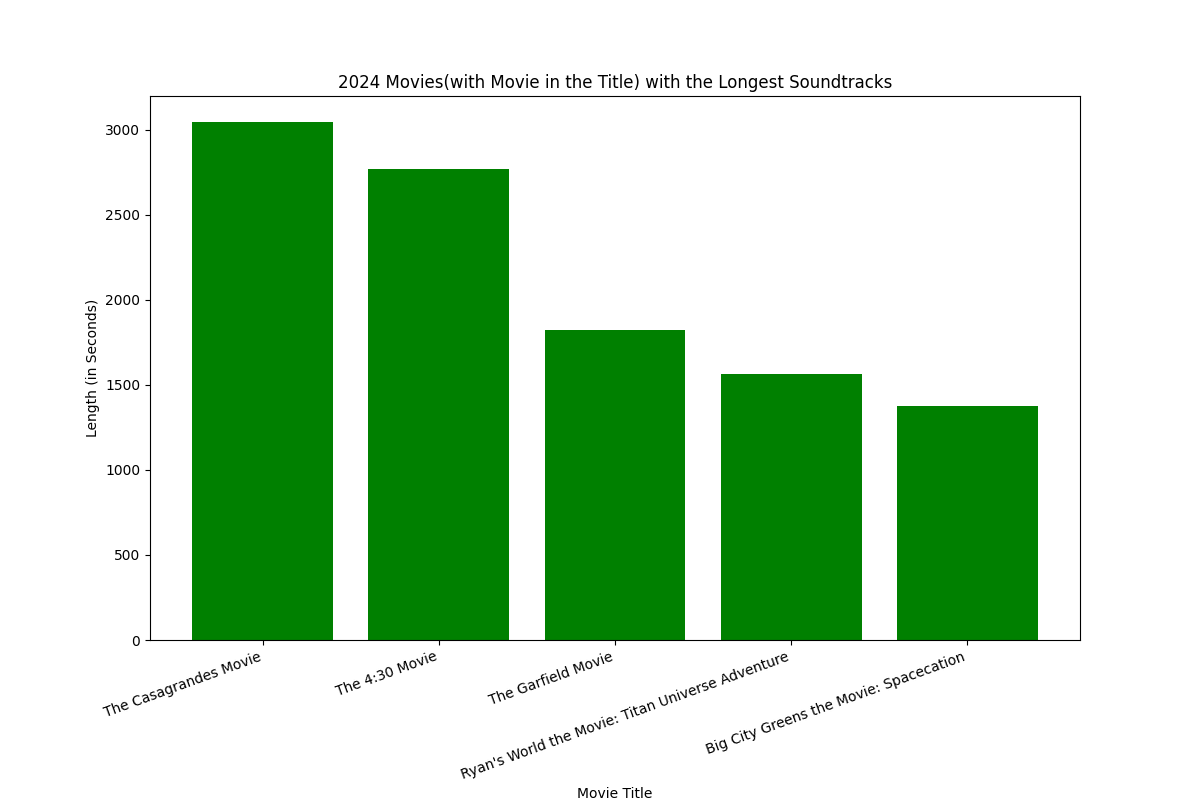 2024 Movies(with Movie in the Title) with the Longest Soundtracks
Length (in Seconds)
3000
2500
2000
1500
1000
500
0
The Casagrandes Movie
The 4:30 Movie
The Garfield Movie
Ryan's World the Movie: Titan Universe Adventure
Big City Greens the Movie: Spacecation
Movie Title